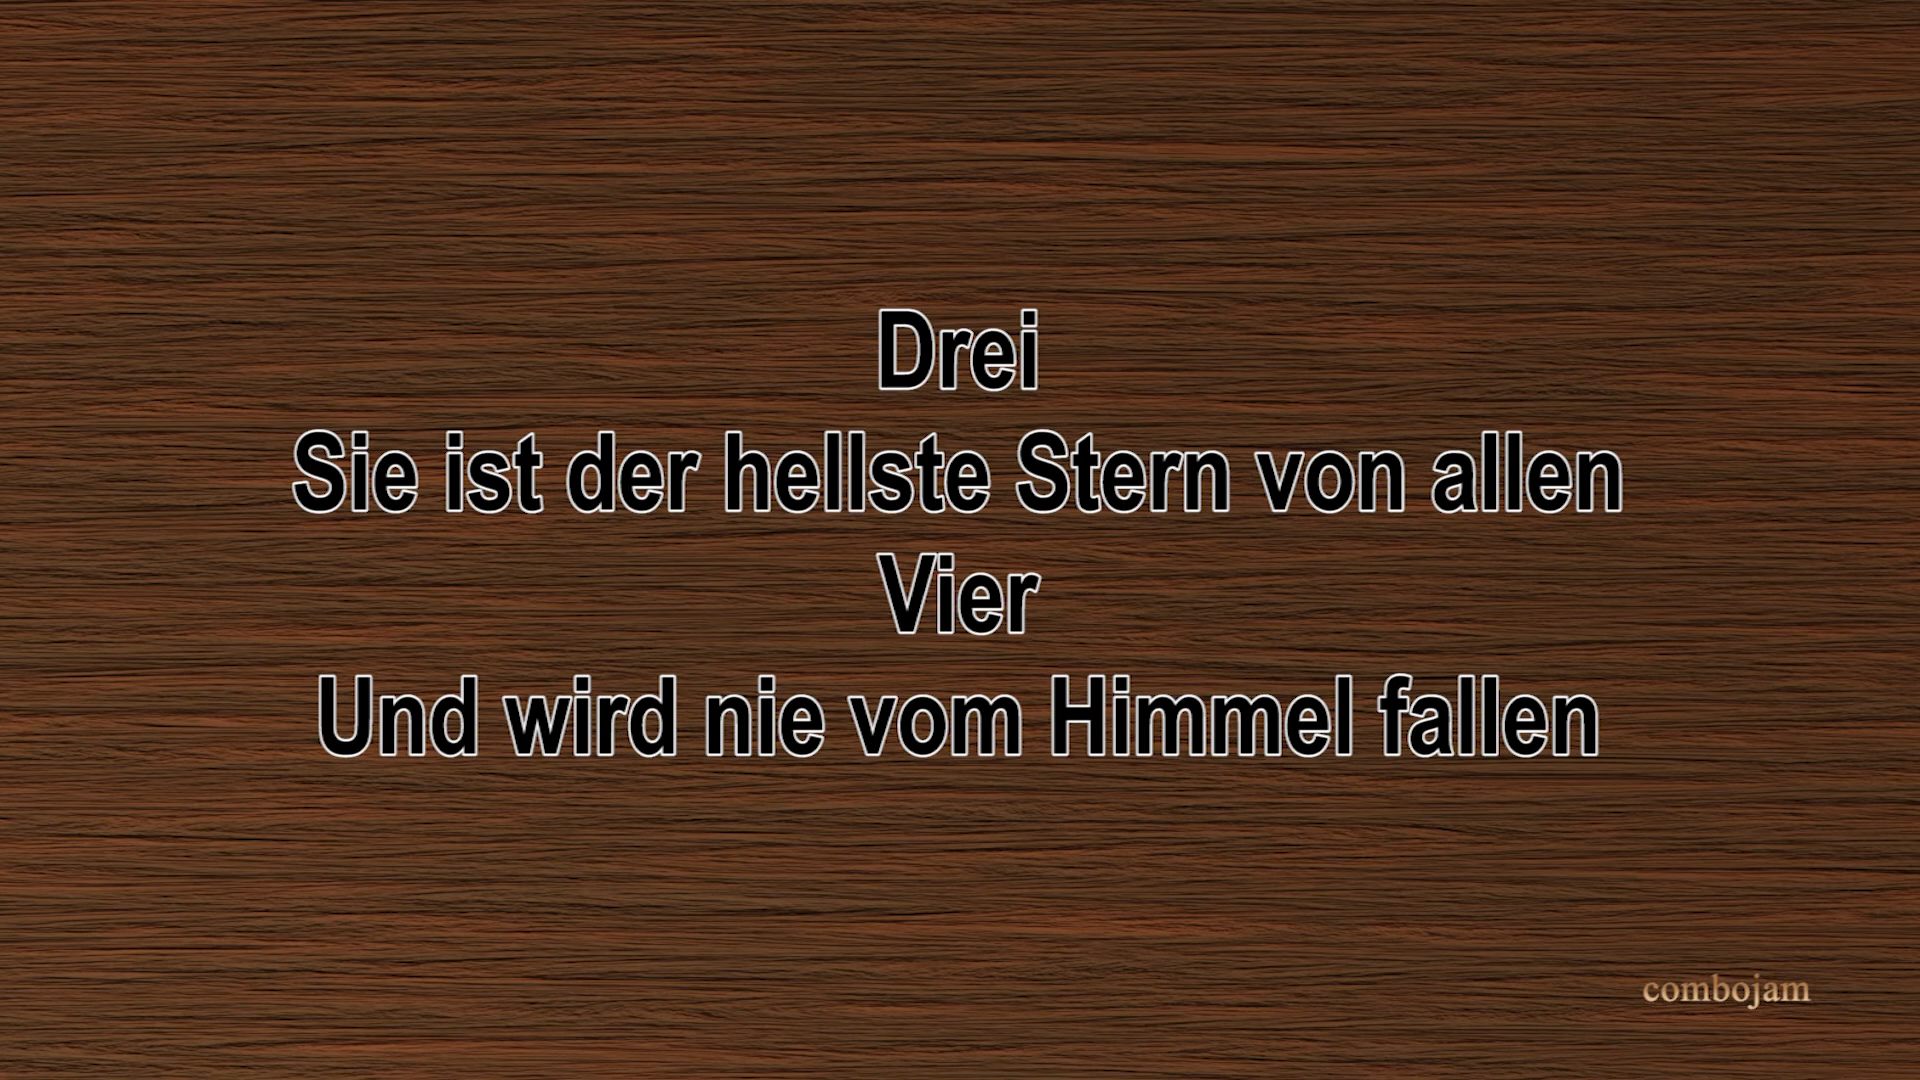 Drei
Sie ist der hellste Stern von allen
Vier
Und wird nie vom Himmel fallen
combojam